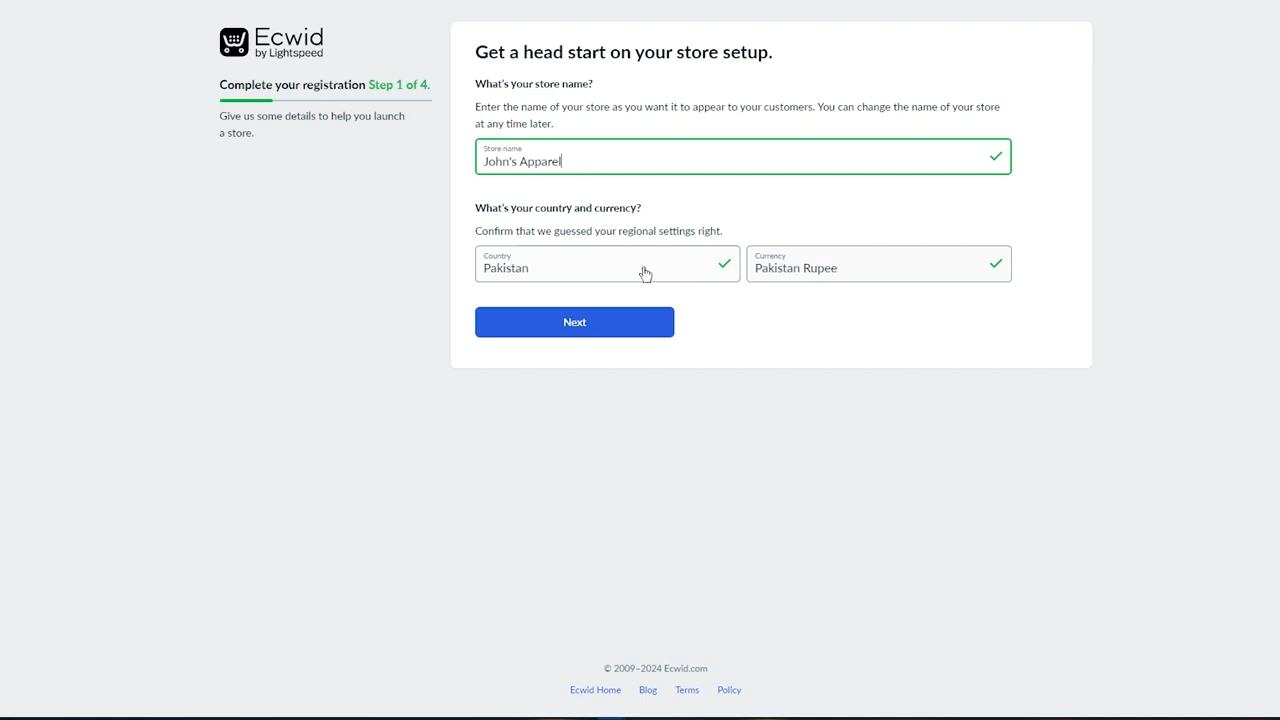 Ecwid
by Lightspeed
Complete your registration Step 1 of 4.
Give us some details to help you launch
a store.
Get a head start on your store setup.
What's your store name?
Enter the name of your store as you want it to appear to your customers. You can change the name of your store
at any time later.
Store name
John's Apparel
What's your country and currency?
Confirm that we guessed your regional settings right.
Country
Pakistan
Currency
Pakistan Rupee
Next
© 2009–2024 Ecwid.com
Ecwid Home Blog Terms Policy